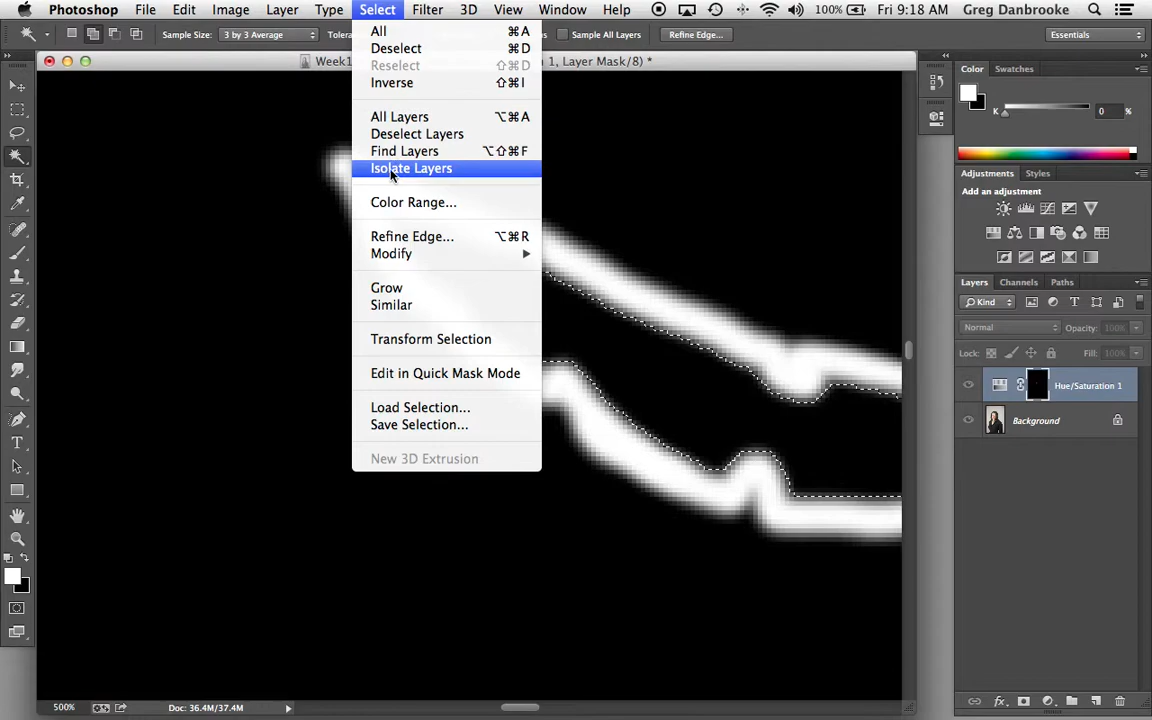 Photoshop File Edit Image Layer Type Select Filter 3D View Window Help 100% Fri 9:18 AM Greg Danbrooke
Sample Size: 3 by 3 Average Sample All Layers Refine Edge... Essentials
Week1 1, Layer Mask/8) *
All ⌘A
Deselect ⌘D
Reselect ⇧⌘D
Inverse ⇧⌘I
All Layers ⌥⌘A
Deselect Layers
Find Layers ⌥⇧⌘F
Isolate Layers
Color Range...
Refine Edge... ⌥⌘R
Modify
Grow
Similar
Transform Selection
Edit in Quick Mask Mode
Load Selection...
Save Selection...
New 3D Extrusion
Color Swatches
K 0 %
Adjustments Styles
Add an adjustment
Layers Channels Paths
Kind
Normal Opacity: 100%
Lock: Fill: 100%
Hue/Saturation 1
Background
500% Doc: 36.4M/37.4M